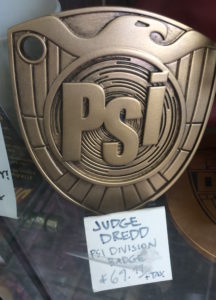 PSi
Y!
JUDGE
DREDD
PSI DIVISION
BADGE
+TAX